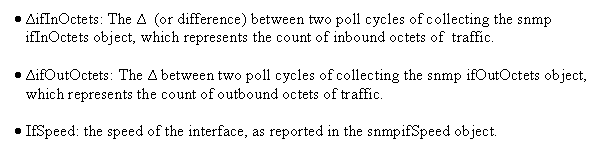 • ΔifInOctets: The Δ (or difference) between two poll cycles of collecting the snmp
ifInOctets object, which represents the count of inbound octets of traffic.
• ΔifOutOctets: The Δ between two poll cycles of collecting the snmp ifOutOctets object,
which represents the count of outbound octets of traffic.
• IfSpeed: the speed of the interface, as reported in the snmpifSpeed object.